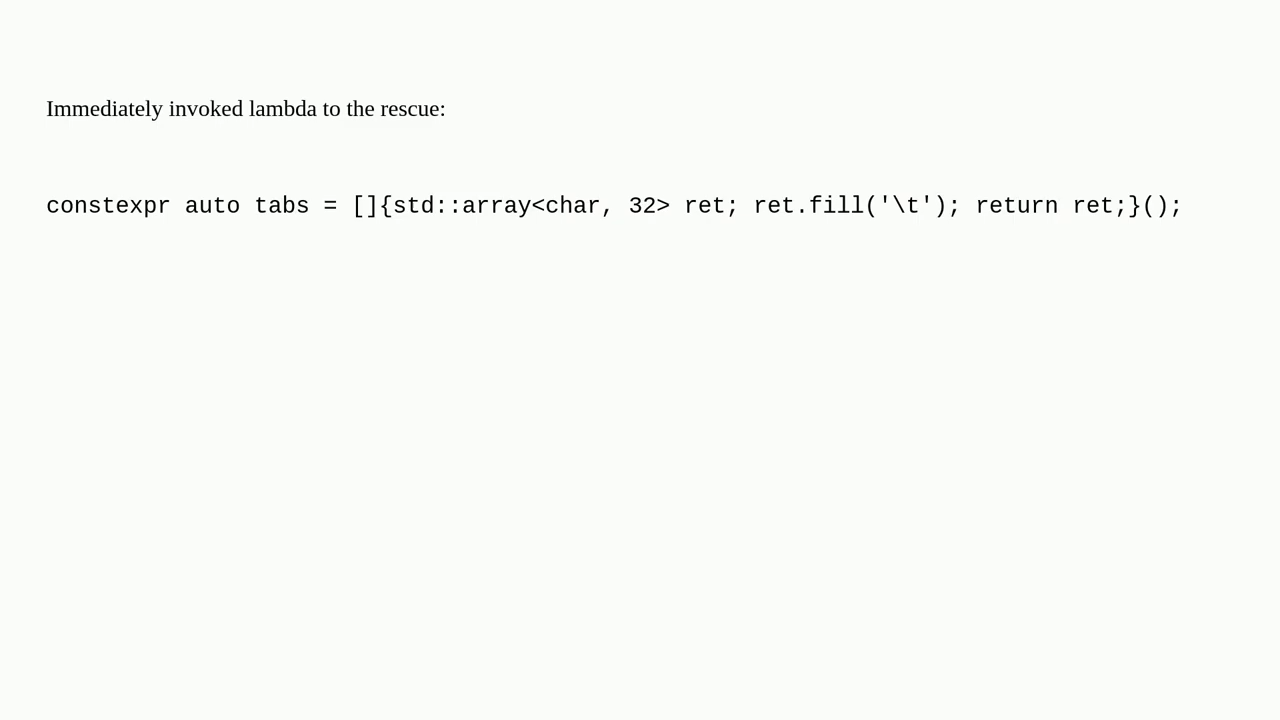 Immediately invoked lambda to the rescue:
constexpr auto tabs = []{std::array<char, 32> ret; ret.fill('\t'); return ret;}();